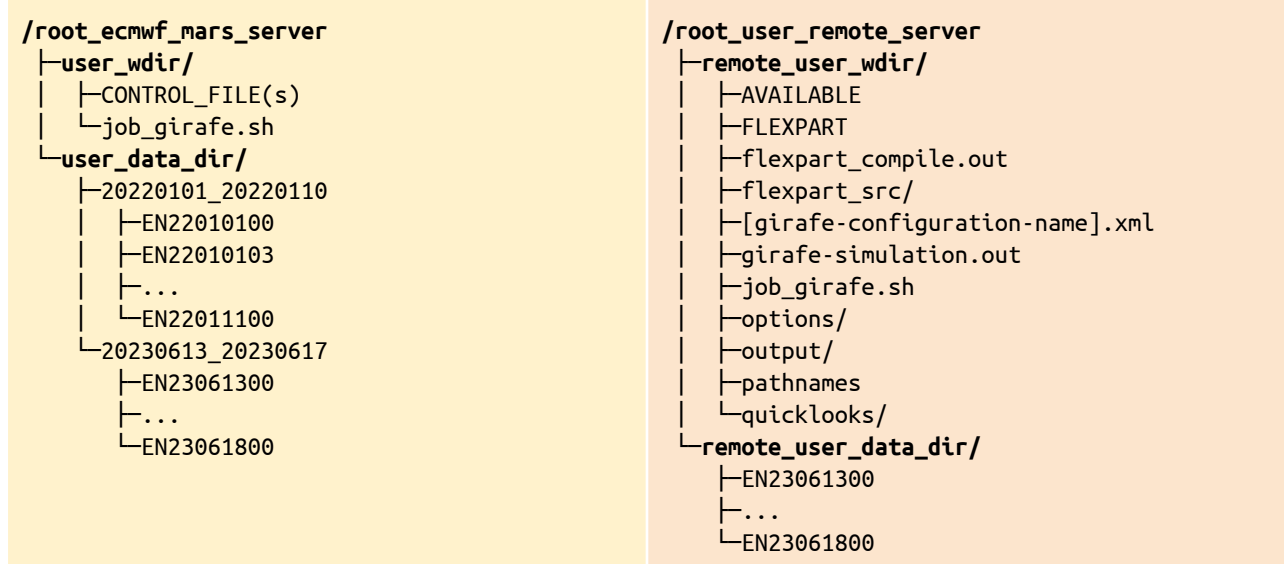 /root_ecmwf_mars_server
├─user_wdir/
│  ├─CONTROL_FILE(s)
│  └─job_girafe.sh
└─user_data_dir/
   ├─20220101_20220110
   │  ├─EN22010100
   │  ├─EN22010103
   │  ├─...
   │  └─EN22011100
   └─20230613_20230617
      ├─EN23061300
      ├─...
      └─EN23061800
/root_user_remote_server
├─remote_user_wdir/
│  ├─AVAILABLE
│  ├─FLEXPART
│  ├─flexpart_compile.out
│  ├─flexpart_src/
│  ├─[girafe-configuration-name].xml
│  ├─girafe-simulation.out
│  ├─job_girafe.sh
│  ├─options/
│  ├─output/
│  ├─pathnames
│  └─quicklooks/
└─remote_user_data_dir/
   ├─EN23061300
   ├─...
   └─EN23061800